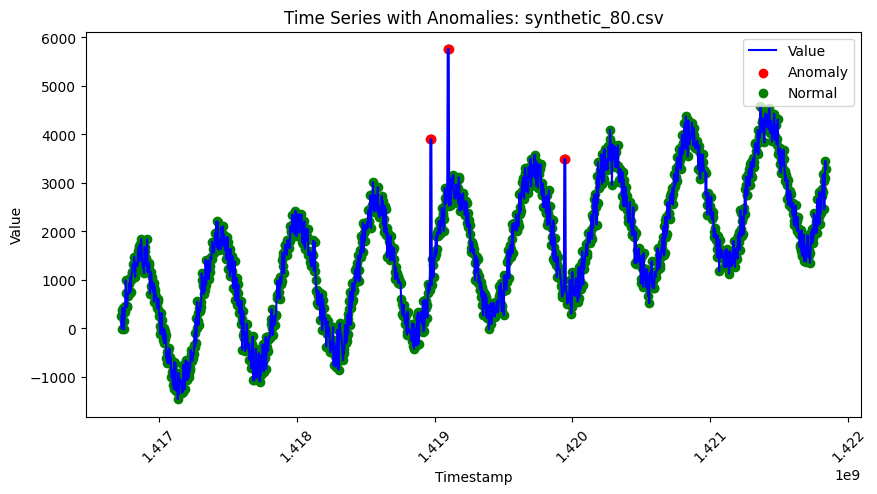 Time Series with Anomalies: synthetic_80.csv
6000
5000
4000
3000
2000
1000
0
−1000
Value
Value
Anomaly
Normal
1.417
1.418
1.419
1.420
1.421
1.422
1e9
Timestamp